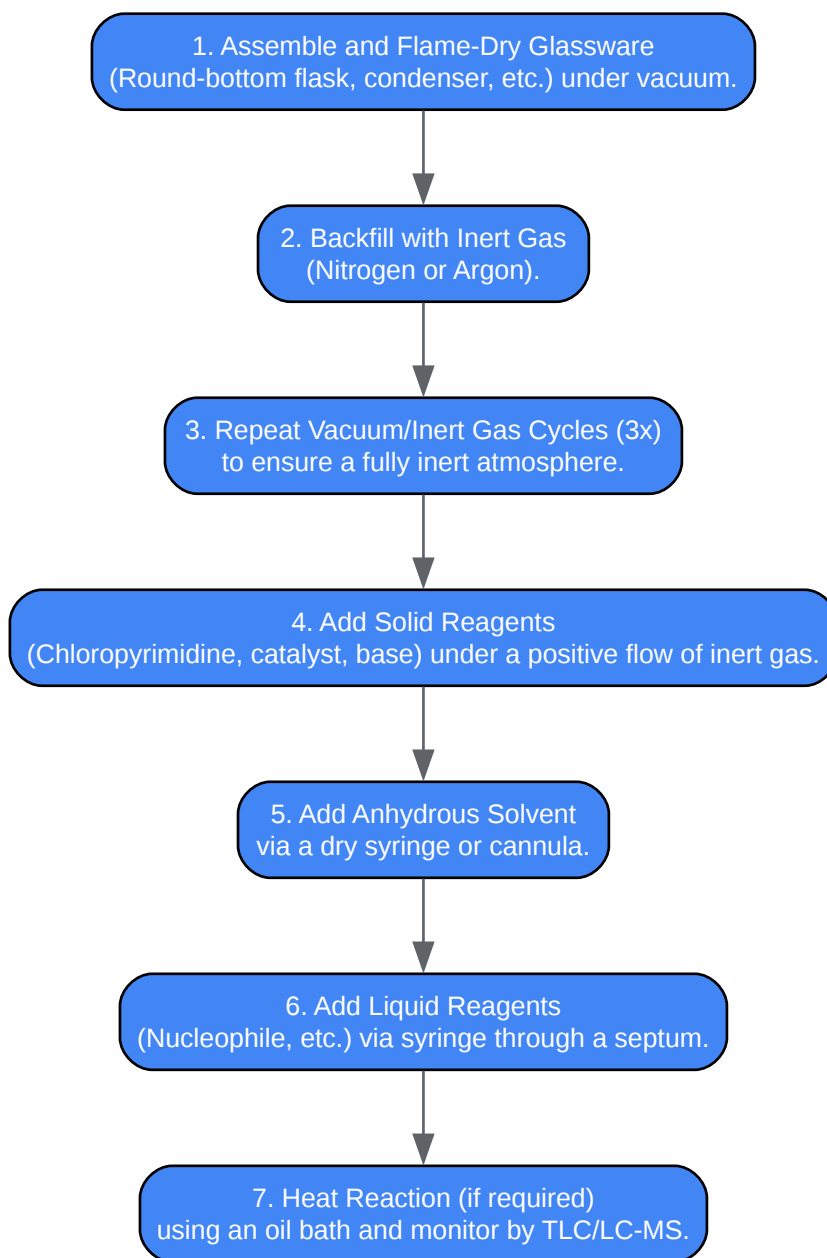 1. Assemble and Flame-Dry Glassware
(Round-bottom flask, condenser, etc.) under vacuum.
2. Backfill with Inert Gas
(Nitrogen or Argon).
3. Repeat Vacuum/Inert Gas Cycles (3x)
to ensure a fully inert atmosphere.
4. Add Solid Reagents
(Chloropyrimidine, catalyst, base) under a positive flow of inert gas.
5. Add Anhydrous Solvent
via a dry syringe or cannula.
6. Add Liquid Reagents
(Nucleophile, etc.) via syringe through a septum.
7. Heat Reaction (if required)
using an oil bath and monitor by TLC/LC-MS.